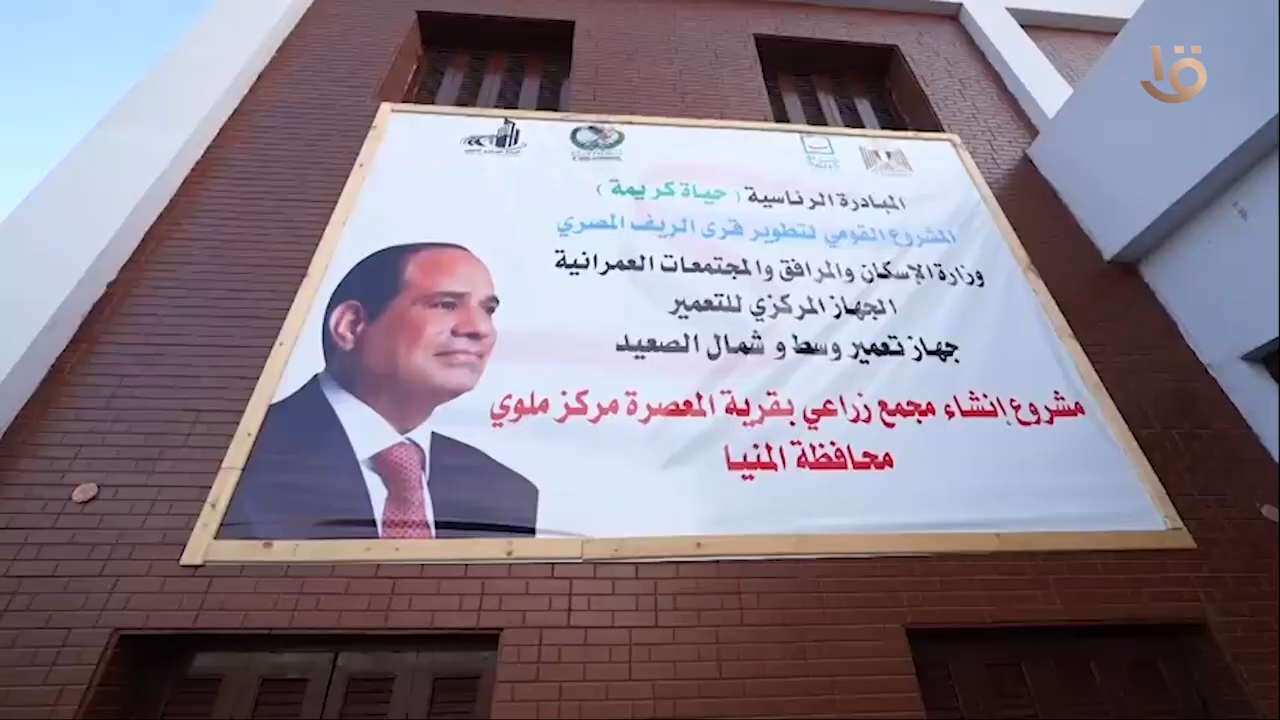 المبادرة الرئاسية ( حياة كريمة )
المشروع القومي لتطوير قرى الريف المصري
وزارة الإسكان والمرافق والمجتمعات العمرانية
الجهاز المركزي للتعمير
جهاز تعمير وسط و شمال الصعيد
مشروع إنشاء مجمع زراعي بقرية المعصرة مركز ملوي
محافظة المنيا